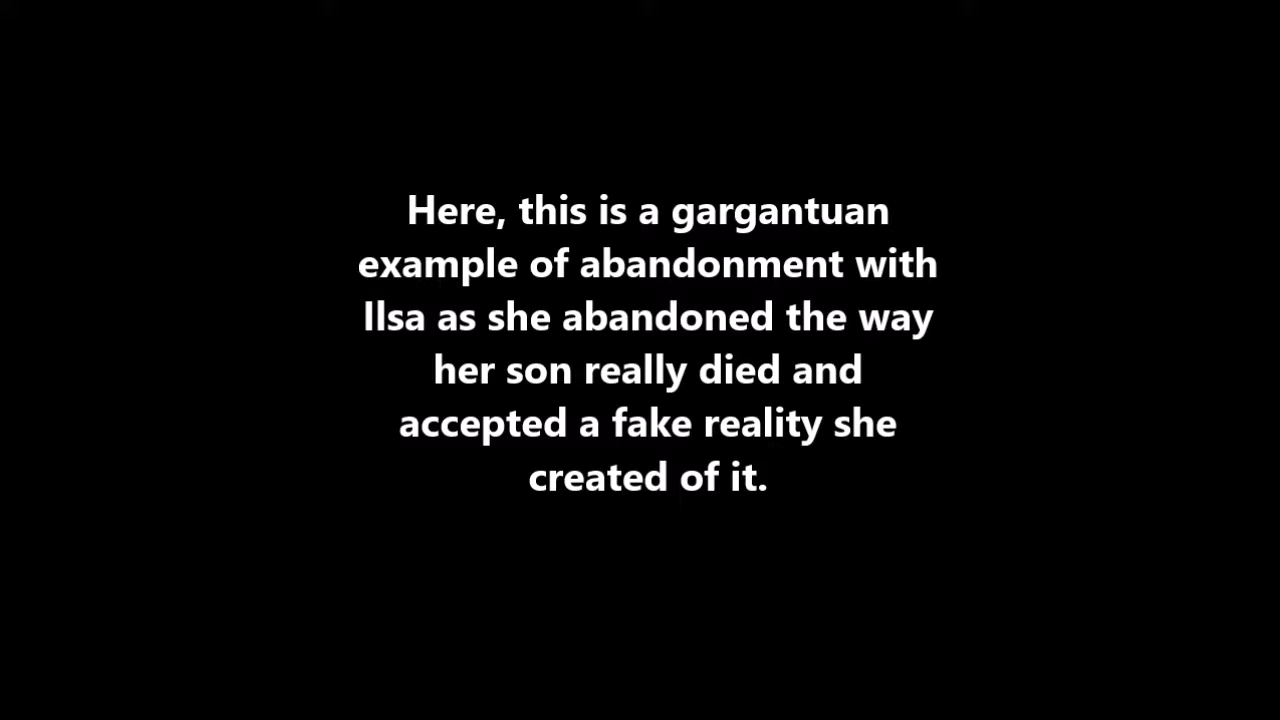 Here, this is a gargantuan
example of abandonment with
Ilsa as she abandoned the way
her son really died and
accepted a fake reality she
created of it.